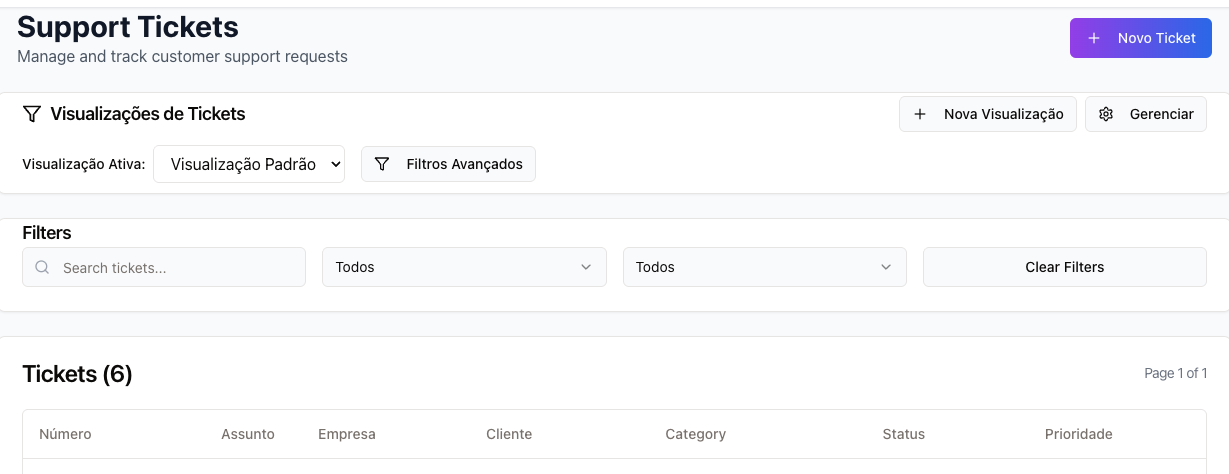 Support Tickets
Manage and track customer support requests
Novo Ticket
Visualizações de Tickets
Nova Visualização
Gerenciar
Visualização Ativa:
Visualização Padrão
Filtros Avançados
Filters
Search tickets...
Todos
Todos
Clear Filters
Tickets (6)
Page 1 of 1
Número Assunto Empresa Cliente Category Status Prioridade